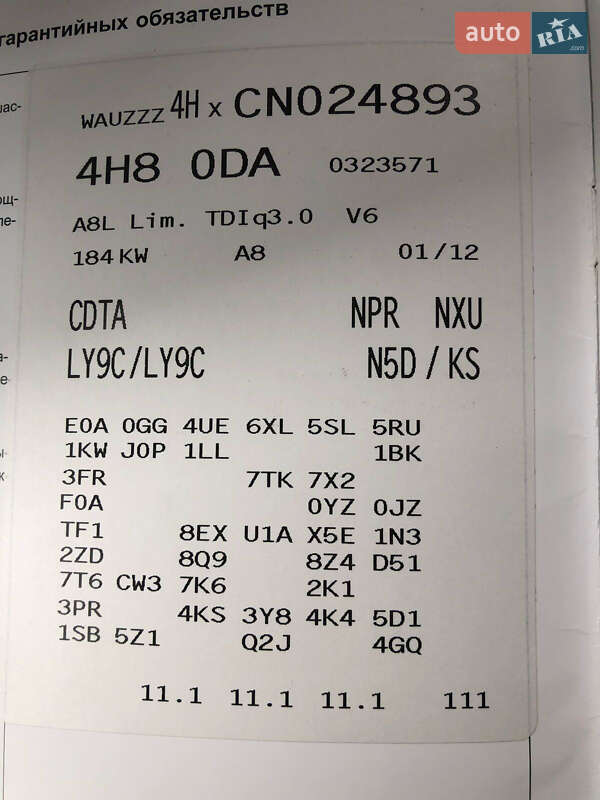 гарантийных обязательств
auto RIA .com
WAUZZZ 4H x CN024893
4H8 0DA 0323571
A8L Lim. TDIq3.0 V6
184 KW A8 01/12
CDTA NPR NXU
LY9C/LY9C N5D / KS
E0A 0GG 4UE 6XL 5SL 5RU
1KW J0P 1LL 1BK
3FR 7TK 7X2
F0A 0YZ 0JZ
TF1 8EX U1A X5E 1N3
2ZD 8Q9 8Z4 D51
7T6 CW3 7K6 2K1
3PR 4KS 3Y8 4K4 5D1
1SB 5Z1 Q2J 4GQ
11.1 11.1 11.1 111